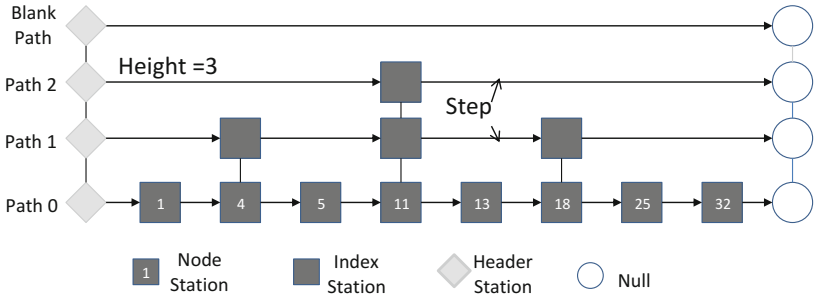 Blank
Path
Path 2
Height =3
Step
Path 1
Path 0
1
4
5
11
13
18
25
32
1
Node
Station
Index
Station
Header
Station
Null